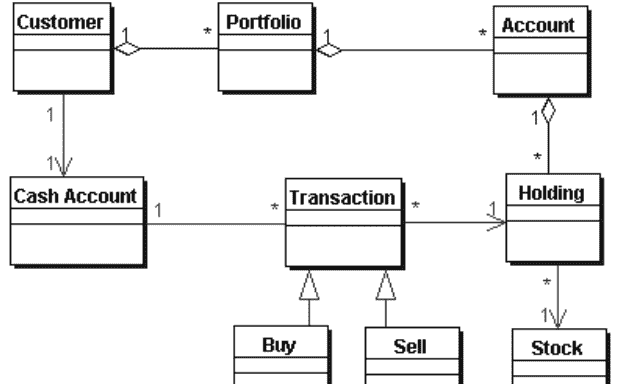 Customer
1
*
Portfolio
1
*
Account
1
1
1
*
Cash Account
1
*
Transaction
*
1
Holding
*
1
Buy
Sell
Stock